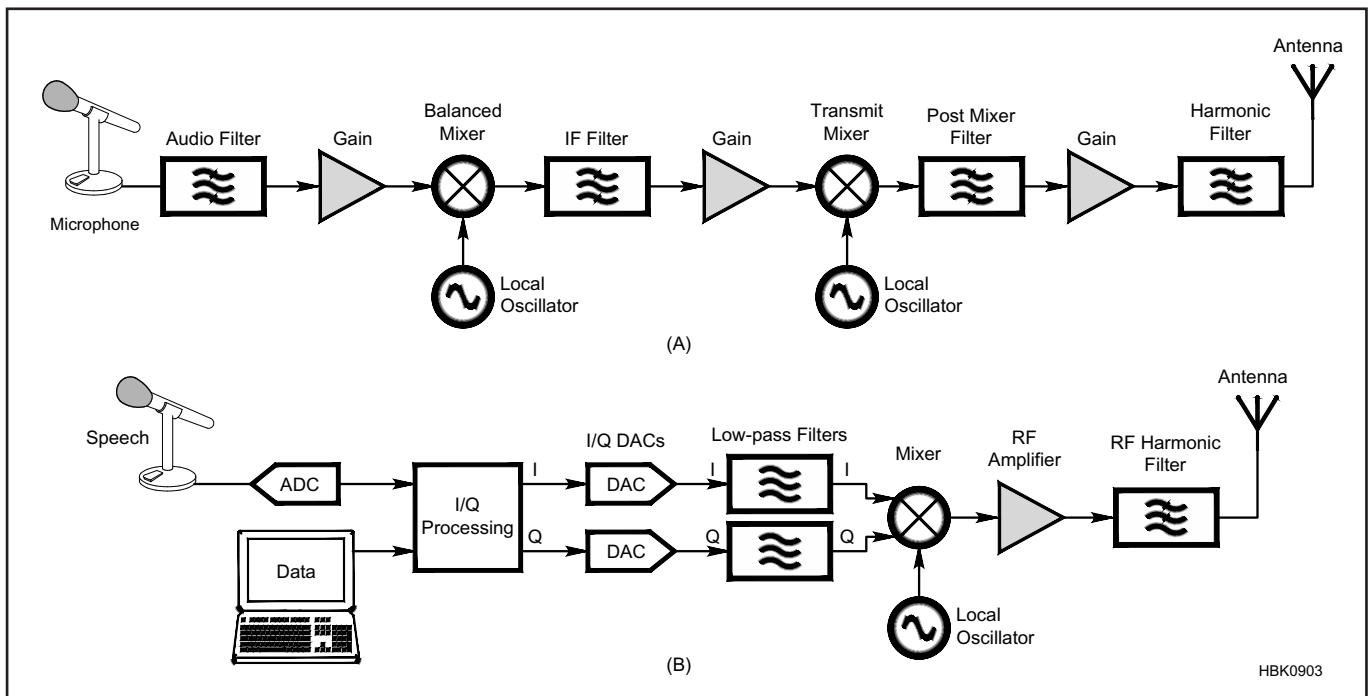 Antenna
Audio Filter
Gain
Balanced
Mixer
IF Filter
Gain
Transmit
Mixer
Post Mixer
Filter
Gain
Harmonic
Filter
Microphone
Local
Oscillator
Local
Oscillator
(A)
Antenna
Speech
ADC
I/Q
Processing
I
Q
I/Q DACs
DAC
DAC
I
Q
Low-pass Filters
I
Q
Mixer
RF
Amplifier
RF Harmonic
Filter
Data
Local
Oscillator
(B)
HBK0903